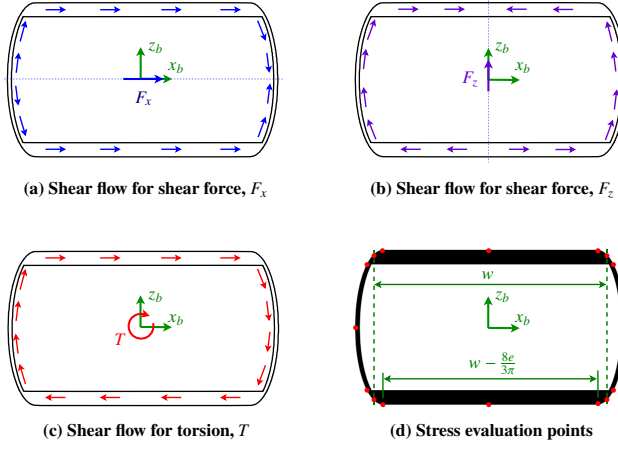 z_b
x_b
F_x
(a) Shear flow for shear force, F_x
z_b
x_b
F_z
(b) Shear flow for shear force, F_z
z_b
x_b
T
(c) Shear flow for torsion, T
w
z_b
x_b
w − 8e/3π
(d) Stress evaluation points